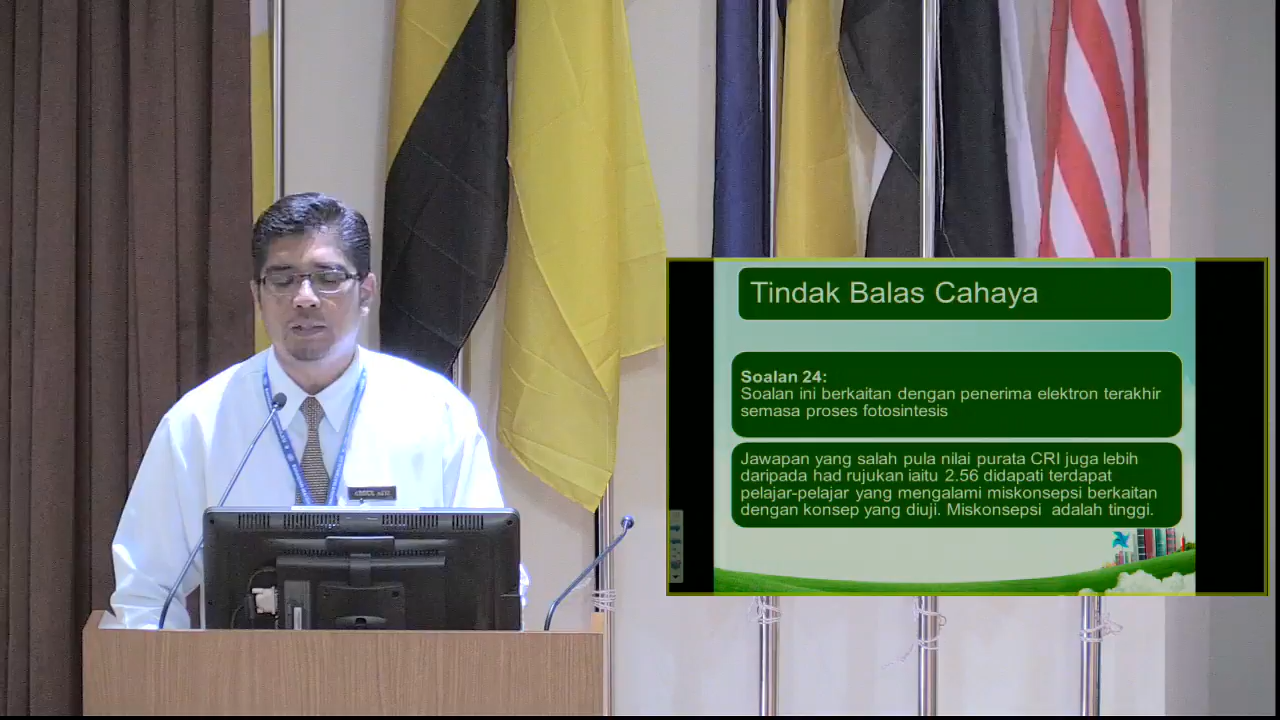 Tindak Balas Cahaya
Soalan 24:
Soalan ini berkaitan dengan penerima elektron terakhir
semasa proses fotosintesis
Jawapan yang salah pula nilai purata CRI juga lebih
daripada had rujukan iaitu 2.56 didapati terdapat
pelajar-pelajar yang mengalami miskonsepsi berkaitan
dengan konsep yang diuji. Miskonsepsi  adalah tinggi.